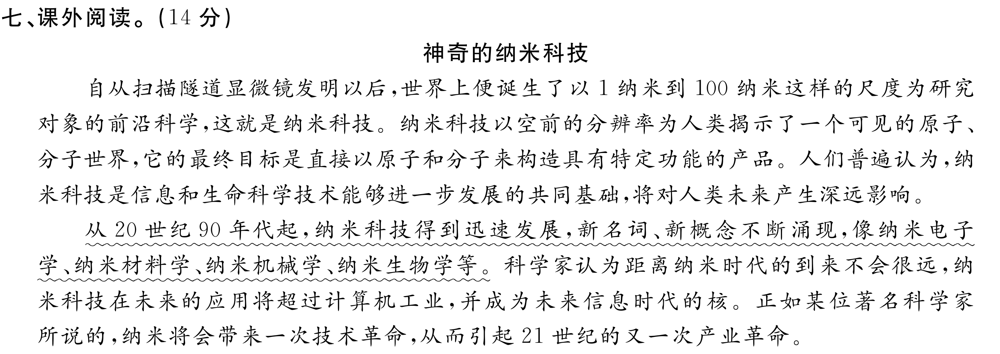 七、课外阅读。(14 分)
神奇的纳米科技
自从扫描隧道显微镜发明以后,世界上便诞生了以 1 纳米到 100 纳米这样的尺度为研究
对象的前沿科学,这就是纳米科技。纳米科技以空前的分辨率为人类揭示了一个可见的原子、
分子世界,它的最终目标是直接以原子和分子来构造具有特定功能的产品。人们普遍认为,纳
米科技是信息和生命科学技术能够进一步发展的共同基础,将对人类未来产生深远影响。
从 20 世纪 90 年代起,纳米科技得到迅速发展,新名词、新概念不断涌现,像纳米电子
学、纳米材料学、纳米机械学、纳米生物学等。科学家认为距离纳米时代的到来不会很远,纳
米科技在未来的应用将超过计算机工业,并成为未来信息时代的核。正如某位著名科学家
所说的,纳米将会带来一次技术革命,从而引起 21 世纪的又一次产业革命。